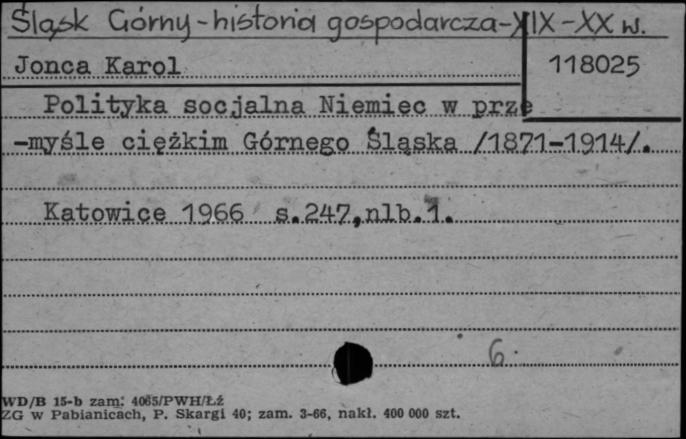 Śląsk Górny - historia gospodarcza - XIX - XX w.
Jonca Karol
118025
Polityka socjalna Niemiec w prze
-myśle ciężkim Górnego Śląska /1871-1914/.
Katowice 1966 s.247,nlb.1.
6.
WD/B 15-b zam. 4065/PWH/Łź
ZG w Pabianicach, P. Skargi 40; zam. 3-66, nakł. 400 000 szt.